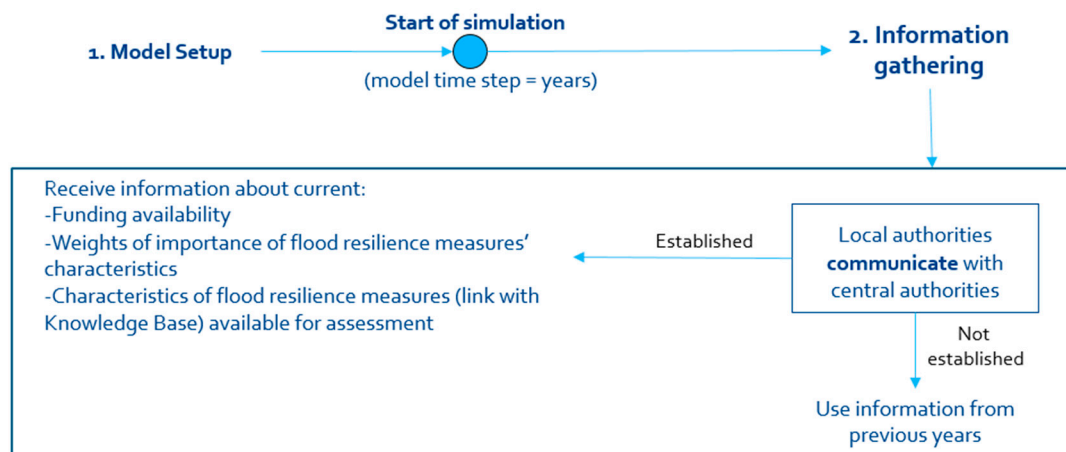 Start of simulation
1. Model Setup
(model time step = years)
2. Information
gathering
Receive information about current:
-Funding availability
-Weights of importance of flood resilience measures’
characteristics
-Characteristics of flood resilience measures (link with
Knowledge Base) available for assessment
Established
Local authorities
communicate with
central authorities
Not
established
Use information from
previous years